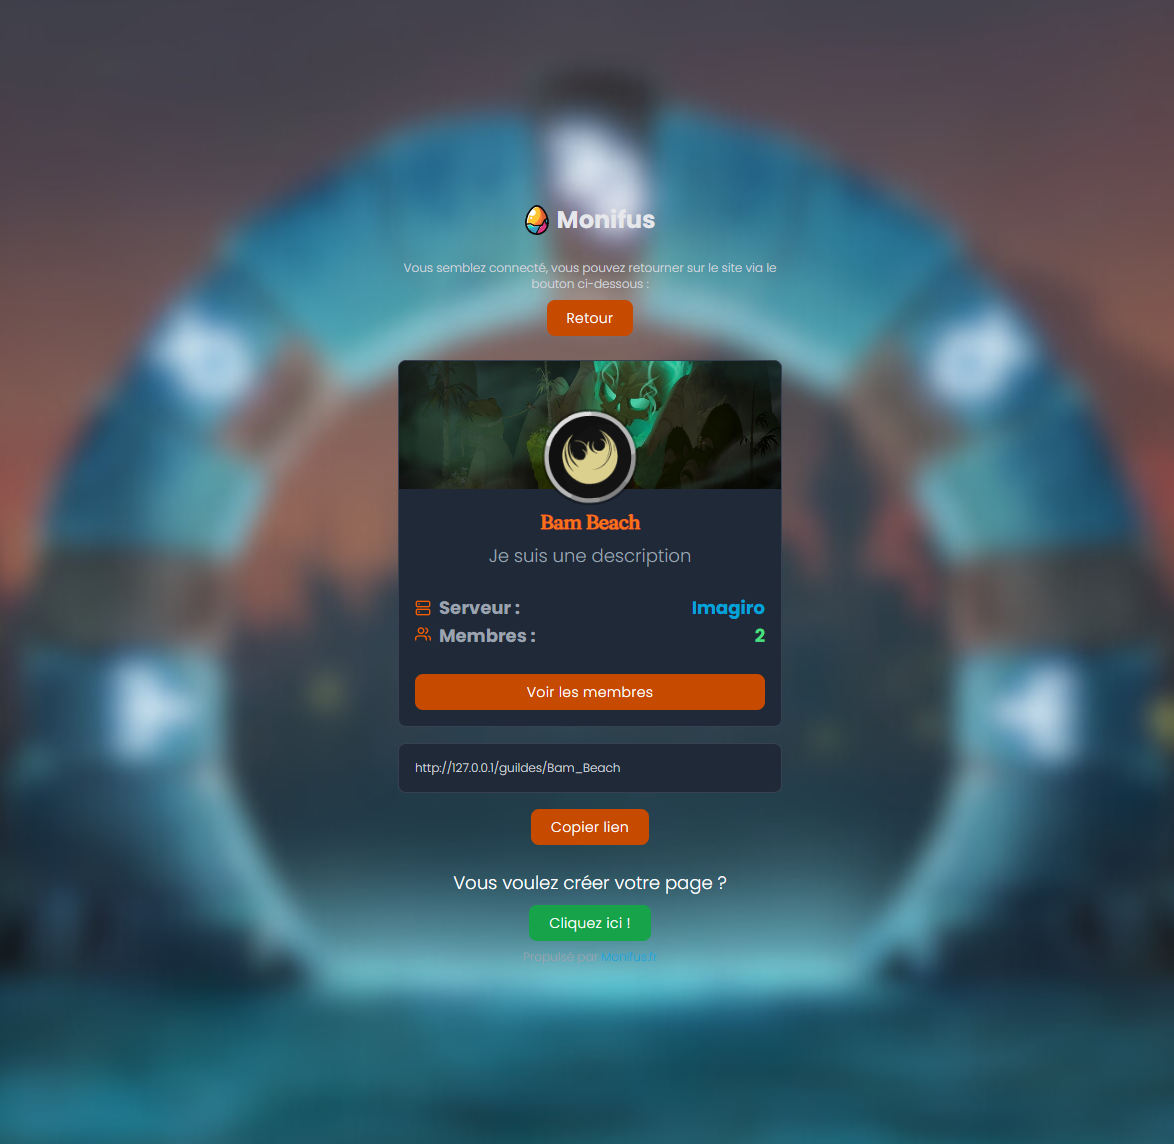 Monifus
Vous semblez connecté, vous pouvez retourner sur le site via le
bouton ci-dessous :
Retour
Bam Beach
Je suis une description
Serveur : Imagiro
Membres : 2
Voir les membres
http://127.0.0.1/guildes/Bam_Beach
Copier lien
Vous voulez créer votre page ?
Cliquez ici !
Propulsé par Monifus.fr